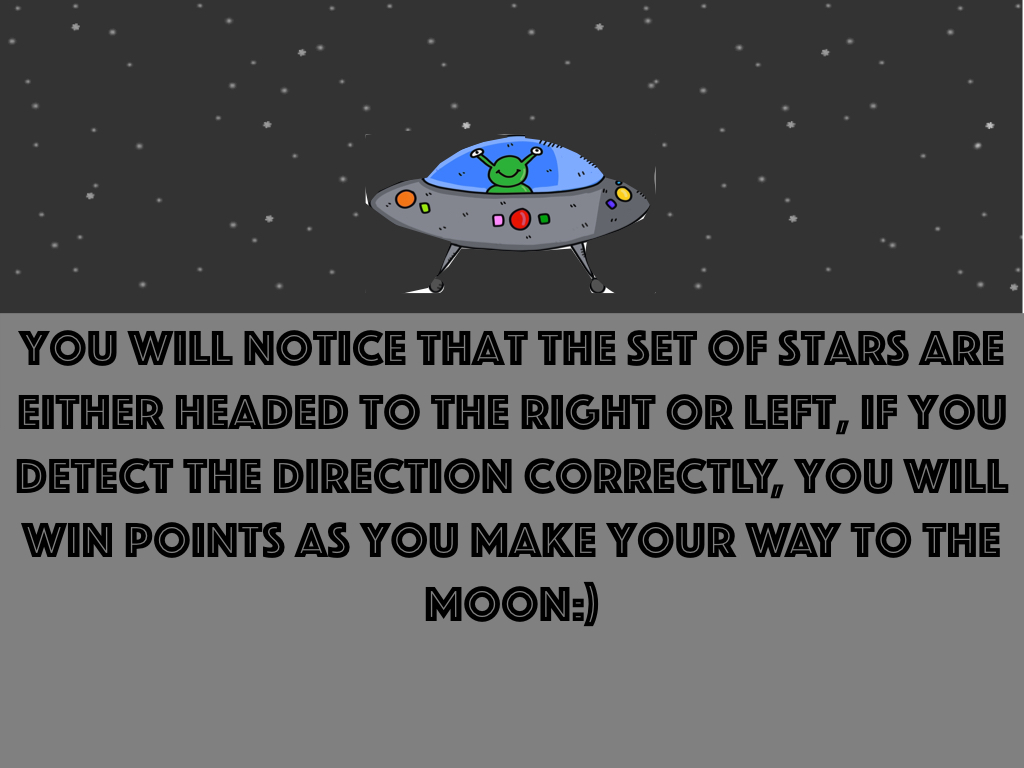 YOU WILL NOTICE THAT THE SET OF STARS ARE
EITHER HEADED TO THE RIGHT OR LEFT, IF YOU
DETECT THE DIRECTION CORRECTLY, YOU WILL
WIN POINTS AS YOU MAKE YOUR WAY TO THE
MOON:)